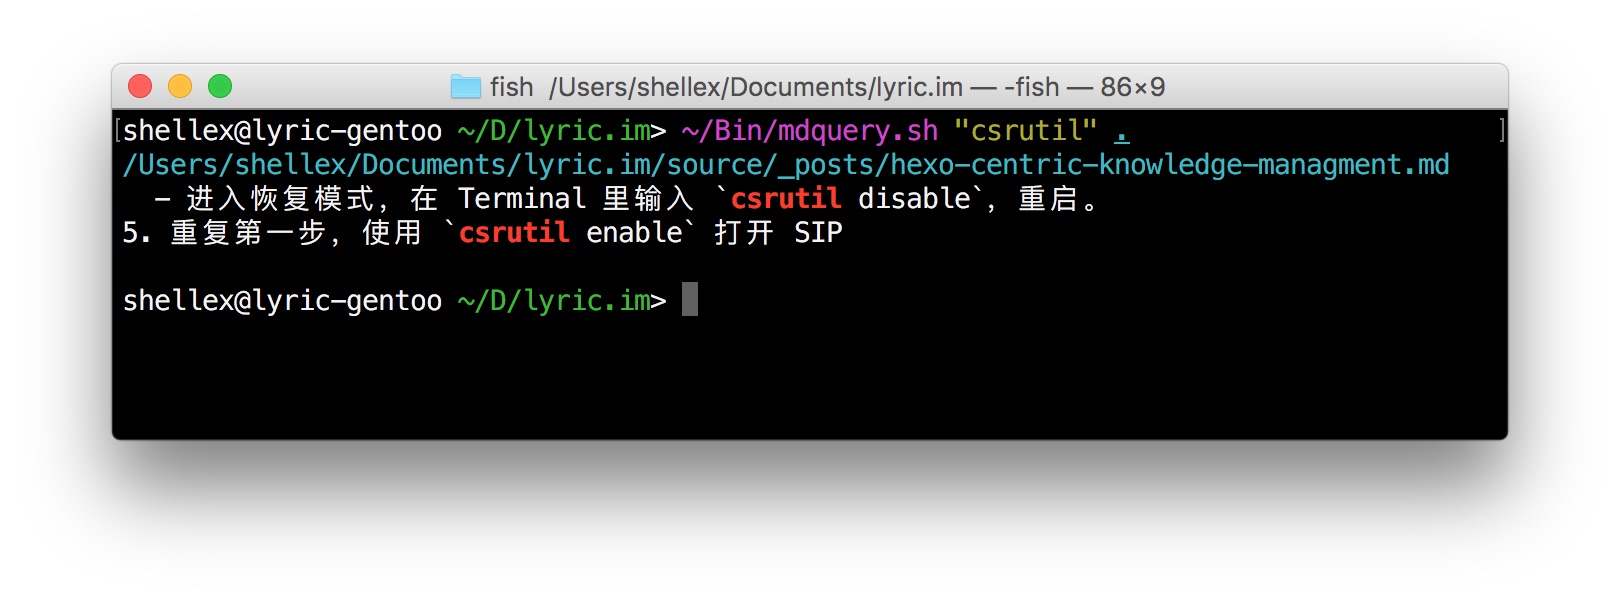 fish /Users/shellex/Documents/lyric.im — -fish — 86×9
[shellex@lyric-gentoo ~/D/lyric.im> ~/Bin/mdquery.sh "csrutil" . ]
/Users/shellex/Documents/lyric.im/source/_posts/hexo-centric-knowledge-managment.md
– 进入恢复模式，在 Terminal 里输入 `csrutil disable`，重启。
5. 重复第一步，使用 `csrutil enable` 打开 SIP
shellex@lyric-gentoo ~/D/lyric.im>